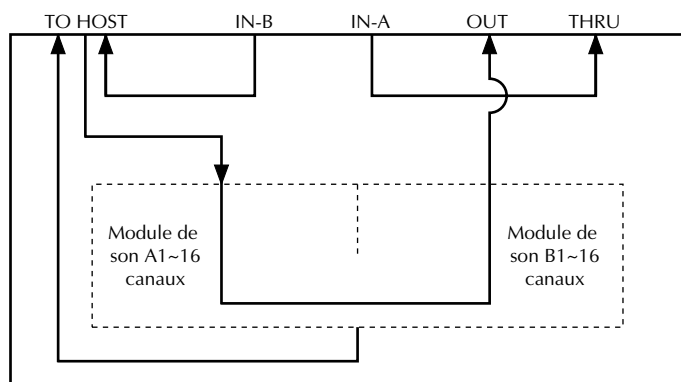 TO HOST IN-B IN-A OUT THRU
Module de
son A1~16
canaux
Module de
son B1~16
canaux